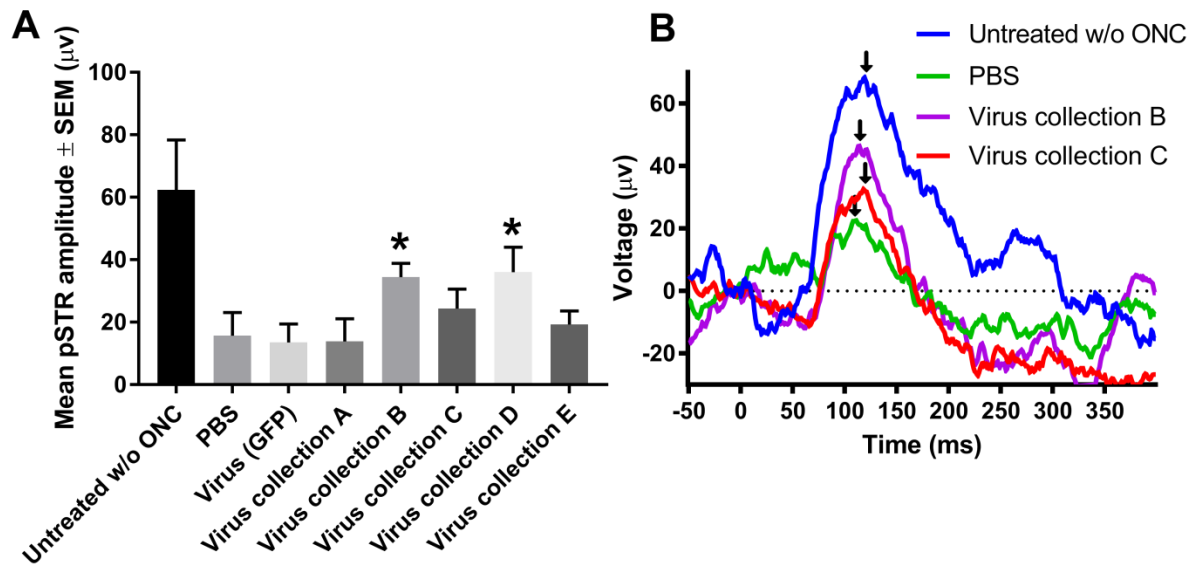 A
Mean pSTR amplitude ± SEM (μv)
100
80
60
40
20
0
*
*
Untreated w/o ONC
PBS
Virus (GFP)
Virus collection A
Virus collection B
Virus collection C
Virus collection D
Virus collection E
B
Untreated w/o ONC
PBS
Virus collection B
Virus collection C
Voltage (μv)
60
40
20
0
-20
-50 0 50 100 150 200 250 300 350
Time (ms)